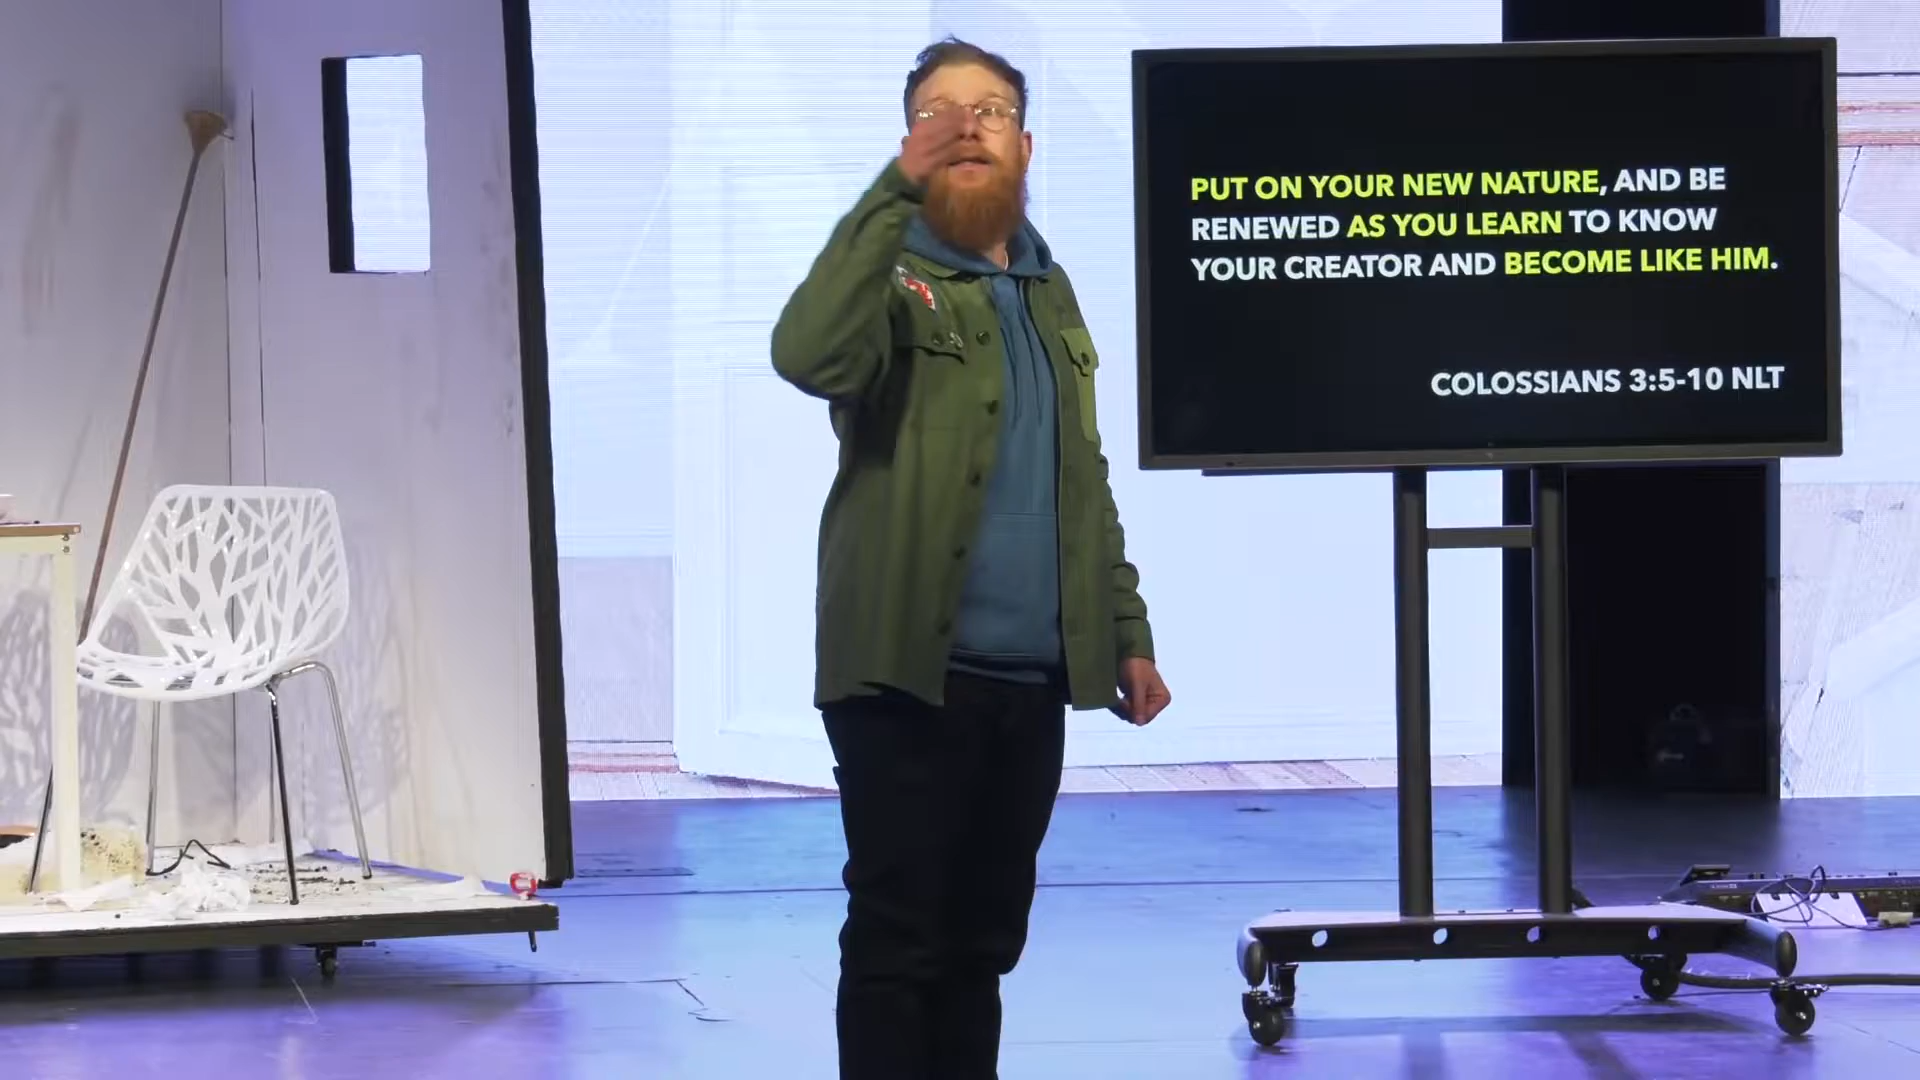 PUT ON YOUR NEW NATURE, AND BE
RENEWED AS YOU LEARN TO KNOW
YOUR CREATOR AND BECOME LIKE HIM.
COLOSSIANS 3:5-10 NLT